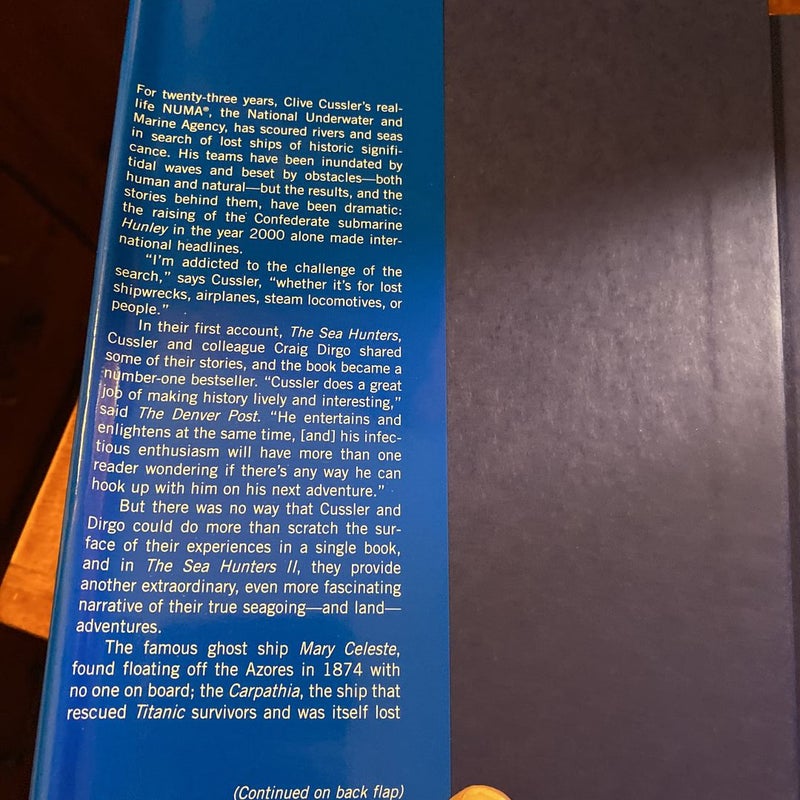 For twenty-three years, Clive Cussler's real-
life NUMA®, the National Underwater and
Marine Agency, has scoured rivers and seas
in search of lost ships of historic signifi-
cance. His teams have been inundated by
tidal waves and beset by obstacles—both
human and natural—but the results, and the
stories behind them, have been dramatic:
the raising of the Confederate submarine
Hunley in the year 2000 alone made inter-
national headlines.
"I'm addicted to the challenge of the
search," says Cussler, "whether it's for lost
shipwrecks, airplanes, steam locomotives, or
people."
In their first account, The Sea Hunters,
Cussler and colleague Craig Dirgo shared
some of their stories, and the book became a
number-one bestseller. "Cussler does a great
job of making history lively and interesting,"
said The Denver Post. "He entertains and
enlightens at the same time, [and] his infec-
tious enthusiasm will have more than one
reader wondering if there's any way he can
hook up with him on his next adventure."
But there was no way that Cussler and
Dirgo could do more than scratch the sur-
face of their experiences in a single book,
and in The Sea Hunters II, they provide
another extraordinary, even more fascinating
narrative of their true seagoing—and land—
adventures.
The famous ghost ship Mary Celeste,
found floating off the Azores in 1874 with
no one on board; the Carpathia, the ship that
rescued Titanic survivors and was itself lost
(Continued on back flap)